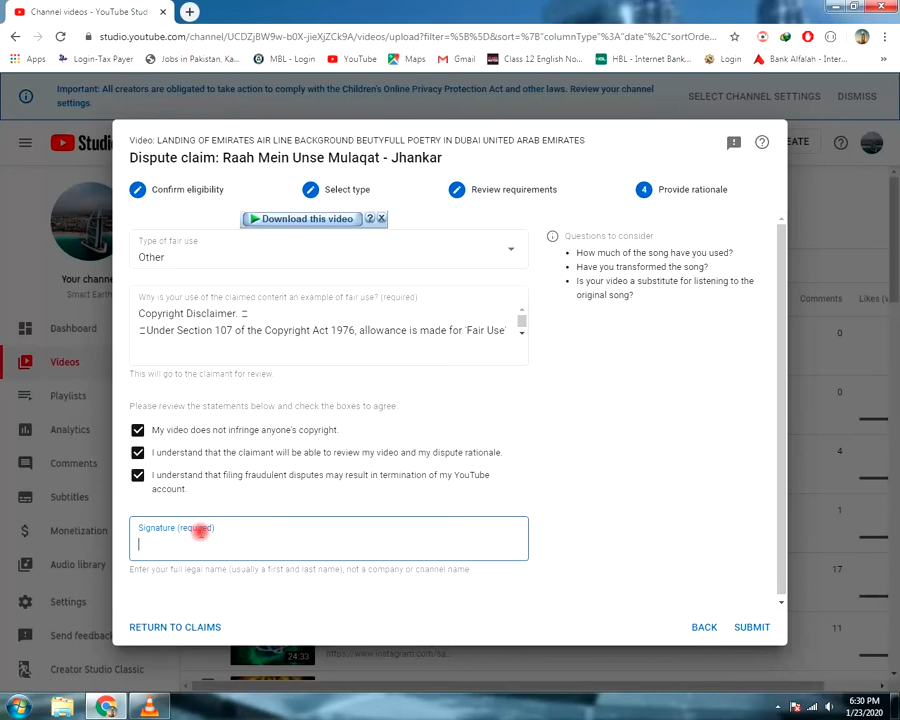 Channel videos - YouTube Stud
studio.youtube.com/channel/UCDZjBW9w-b0X-jieXjZCk9A/videos/upload?filter=%5B%5D&sort=%7B"columnType"%3A"date"%2C"sortOrde...
Apps
Login-Tax Payer
Jobs in Pakistan, Ka...
MBL - Login
YouTube
Maps
Gmail
Class 12 English No...
HBL - Internet Bank...
Login
Bank Alfalah - Inter...
Important: All creators are obligated to take action to comply with the Children's Online Privacy Protection Act and other laws. Review your channel
settings.
SELECT CHANNEL SETTINGS
DISMISS
Studi
EATE
Video: LANDING OF EMIRATES AIR LINE BACKGROUND BEUTYFULL POETRY IN DUBAI UNITED ARAB EMIRATES
Dispute claim: Raah Mein Unse Mulaqat - Jhankar
Confirm eligibility
Select type
Review requirements
4 Provide rationale
Download this video ? X
Type of fair use
Other
Why is your use of the claimed content an example of fair use? (required)
Copyright Disclaimer.
Under Section 107 of the Copyright Act 1976, allowance is made for 'Fair Use'
This will go to the claimant for review.
Questions to consider
• How much of the song have you used?
• Have you transformed the song?
• Is your video a substitute for listening to the
original song?
Please review the statements below and check the boxes to agree.
My video does not infringe anyone's copyright.
I understand that the claimant will be able to review my video and my dispute rationale.
I understand that filing fraudulent disputes may result in termination of my YouTube
account.
Signature (required)
Enter your full legal name (usually a first and last name), not a company or channel name
RETURN TO CLAIMS
BACK
SUBMIT
Your channe
Smart Earth
Dashboard
Videos
Playlists
Analytics
Comments
Subtitles
Monetization
Audio library
Settings
Send feedbac
Creator Studio Classic
Comments
Likes (v
0
0
4
1
17
11
24:33
https://www.instagram.com/sa...
6:30 PM
1/23/2020